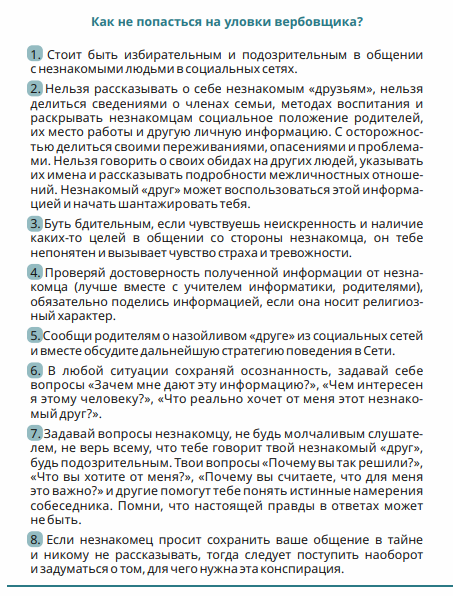 Как не попасться на уловки вербовщика?
1. Стоит быть избирательным и подозрительным в общении
с незнакомыми людьми в социальных сетях.
2. Нельзя рассказывать о себе незнакомым «друзьям», нельзя
делиться сведениями о членах семьи, методах воспитания и
раскрывать незнакомцам социальное положение родителей,
их место работы и другую личную информацию. С осторожнос-
тью делиться своими переживаниями, опасениями и проблема-
ми. Нельзя говорить о своих обидах на других людей, указывать
их имена и рассказывать подробности межличностных отноше-
ний. Незнакомый «друг» может воспользоваться этой информа-
цией и начать шантажировать тебя.
3. Буть бдительным, если чувствуешь неискренность и наличие
каких-то целей в общении со стороны незнакомца, он тебе
непонятен и вызывает чувство страха и тревожности.
4. Проверяй достоверность полученной информации от незна-
комца (лучше вместе с учителем информатики, родителями),
обязательно поделись информацией, если она носит религиоз-
ный характер.
5. Сообщи родителям о назойливом «друге» из социальных сетей
и вместе обсудите дальнейшую стратегию поведения в Сети.
6. В любой ситуации сохраняй осознанность, задавай себе
вопросы «Зачем мне дают эту информацию?», «Чем интересен
я этому человеку?», «Что реально хочет от меня этот незнако-
мый друг?».
7. Задавай вопросы незнакомцу, не будь молчаливым слушате-
лем, не верь всему, что тебе говорит твой незнакомый «друг»,
будь подозрительным. Твои вопросы «Почему вы так решили?»,
«Что вы хотите от меня?», «Почему вы считаете, что для меня
это важно?» и другие помогут тебе понять истинные намерения
собеседника. Помни, что настоящей правды в ответах может
не быть.
8. Если незнакомец просит сохранить ваше общение в тайне
и никому не рассказывать, тогда следует поступить наоборот
и задуматься о том, для чего нужна эта конспирация.